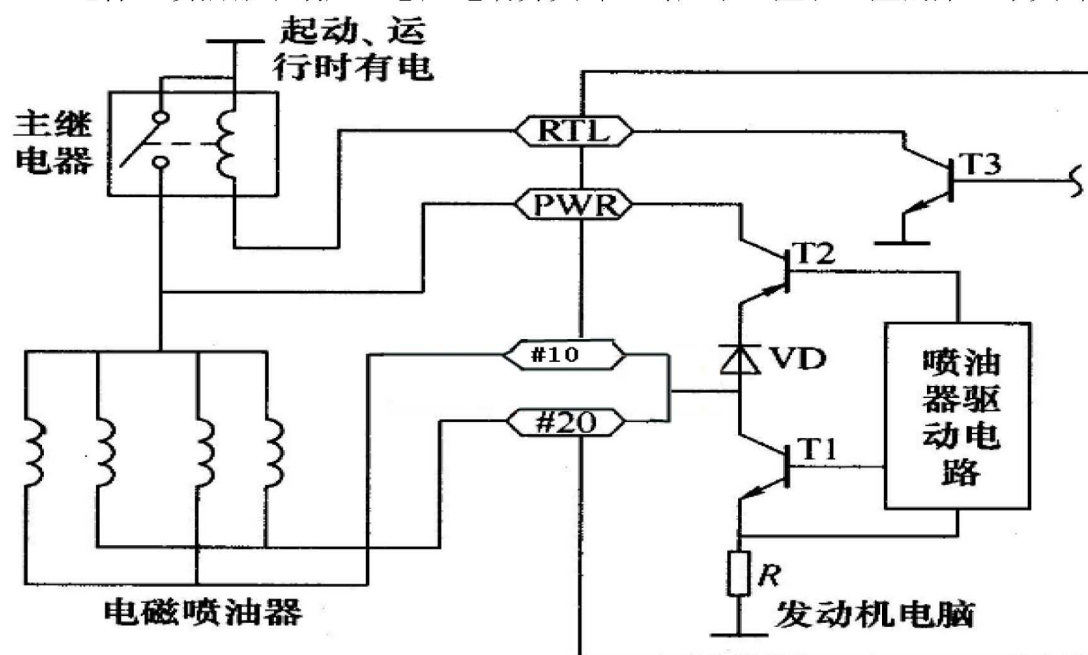 起动、运
行时有电
主继
电器
RTL
T3
PWR
T2
#10
VD
喷油
器驱
动电
路
#20
T1
R
电磁喷油器
发动机电脑